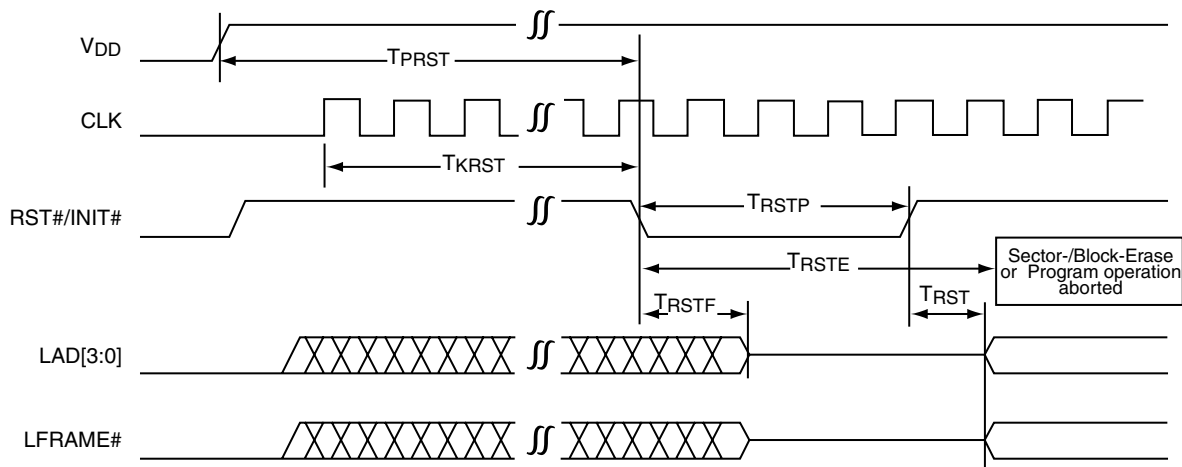 VDD
TPRST
CLK
TKRST
RST#/INIT#
TRSTP
TRSTE
Sector-/Block-Erase
or Program operation
aborted
TRSTF
TRST
LAD[3:0]
LFRAME#